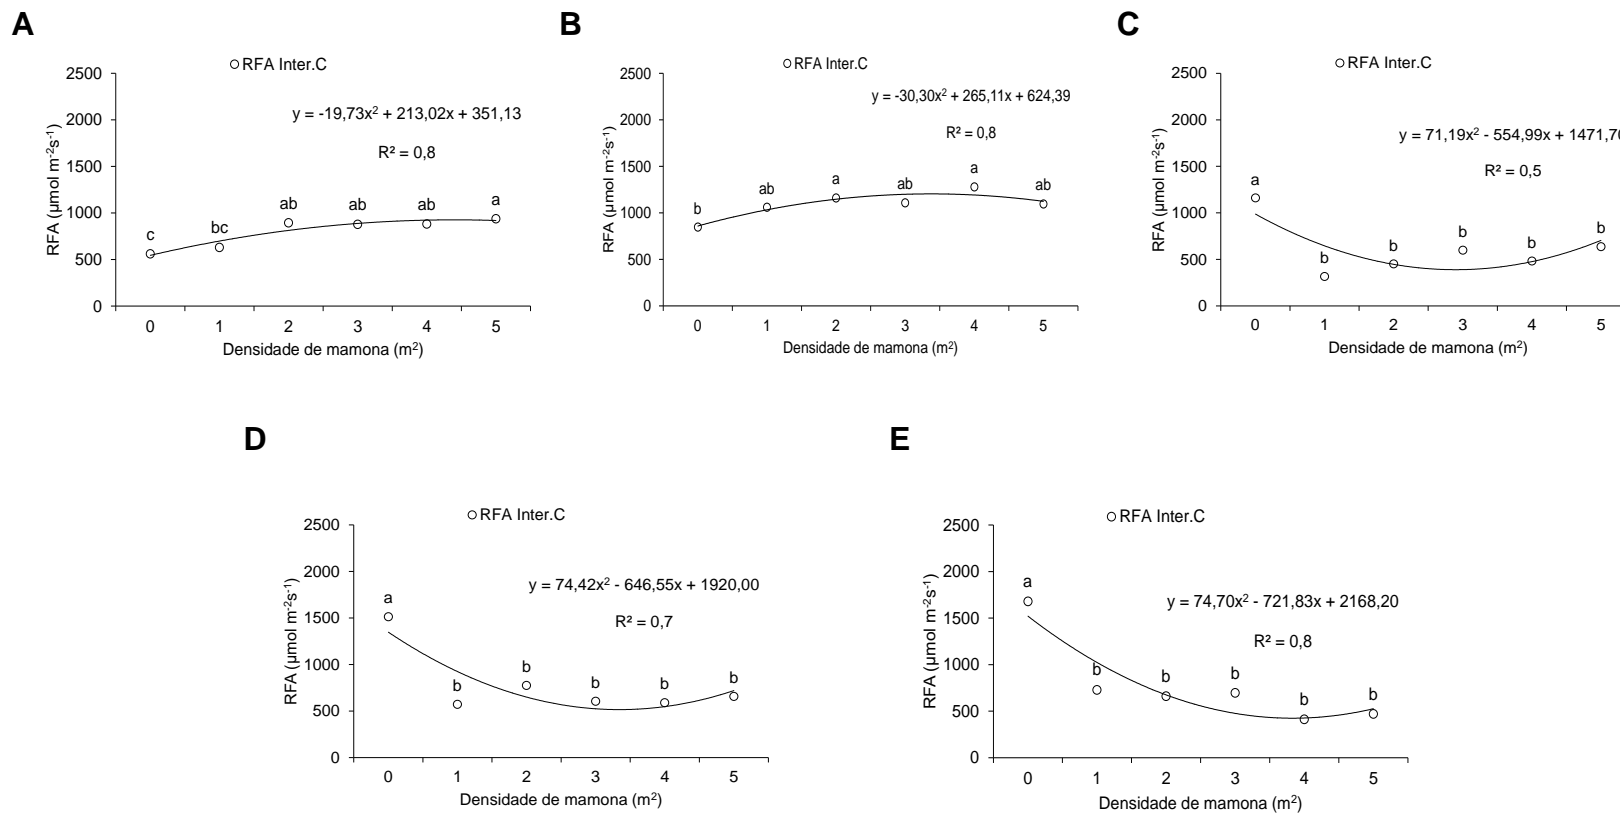 A
RFA Inter.C
y = -19,73x² + 213,02x + 351,13
R² = 0,8
RFA (µmol m⁻²s⁻¹)
2500
2000
1500
1000
500
0
c bc ab ab ab a
0 1 2 3 4 5
Densidade de mamona (m²)
B
RFA Inter.C
y = -30,30x² + 265,11x + 624,39
R² = 0,8
RFA (µmol m⁻²s⁻¹)
2500
2000
1500
1000
500
0
b ab a ab a ab
0 1 2 3 4 5
Densidade de mamona (m²)
C
RFA Inter.C
y = 71,19x² - 554,99x + 1471,70
R² = 0,5
RFA (µmol m⁻²s⁻¹)
2500
2000
1500
1000
500
0
a b b b b b
0 1 2 3 4 5
Densidade de mamona (m²)
D
RFA Inter.C
y = 74,42x² - 646,55x + 1920,00
R² = 0,7
RFA (µmol m⁻²s⁻¹)
2500
2000
1500
1000
500
0
a b b b b b
0 1 2 3 4 5
Densidade de mamona (m²)
E
RFA Inter.C
y = 74,70x² - 721,83x + 2168,20
R² = 0,8
RFA (µmol m⁻²s⁻¹)
2500
2000
1500
1000
500
0
a b b b b b
0 1 2 3 4 5
Densidade de mamona (m²)